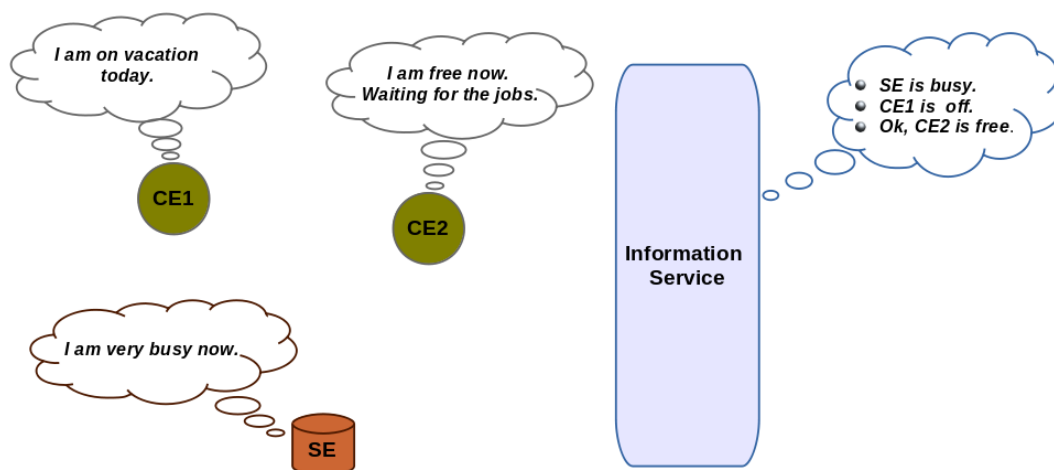 I am on vacation
today.
I am free now.
Waiting for the jobs.
SE is busy.
CE1 is off.
Ok, CE2 is free.
CE1
CE2
Information
Service
I am very busy now.
SE